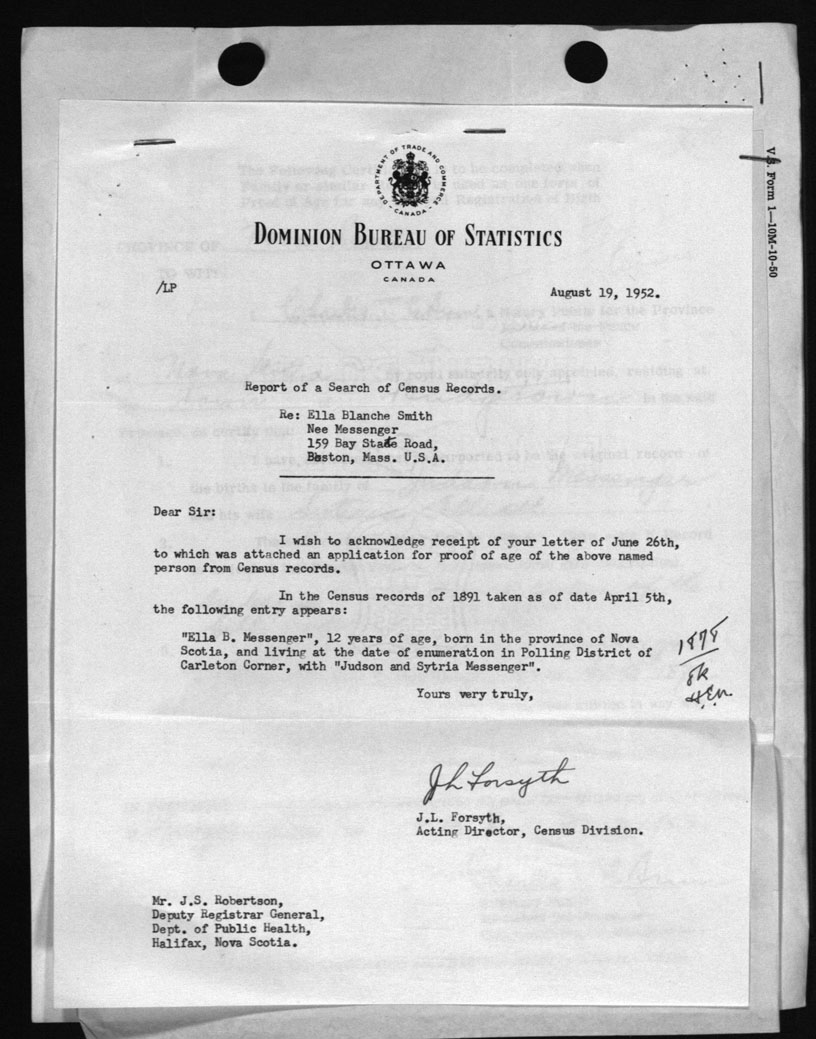 V.S. Form 1—10M-10-50
DEPARTMENT OF TRADE AND COMMERCE
- CANADA -
DOMINION BUREAU OF STATISTICS
OTTAWA
CANADA
/LP
August 19, 1952.
Report of a Search of Census Records.
Re: Ella Blanche Smith
Nee Messenger
159 Bay State Road,
Boston, Mass. U.S.A.
Dear Sir:
I wish to acknowledge receipt of your letter of June 26th,
to which was attached an application for proof of age of the above named
person from Census records.
In the Census records of 1891 taken as of date April 5th,
the following entry appears:
"Ella B. Messenger", 12 years of age, born in the province of Nova
Scotia, and living at the date of enumeration in Polling District of
Carleton Corner, with "Judson and Sytria Messenger".
1878
Yours very truly,
J L Forsyth
J.L. Forsyth,
Acting Director, Census Division.
Mr. J.S. Robertson,
Deputy Registrar General,
Dept. of Public Health,
Halifax, Nova Scotia.